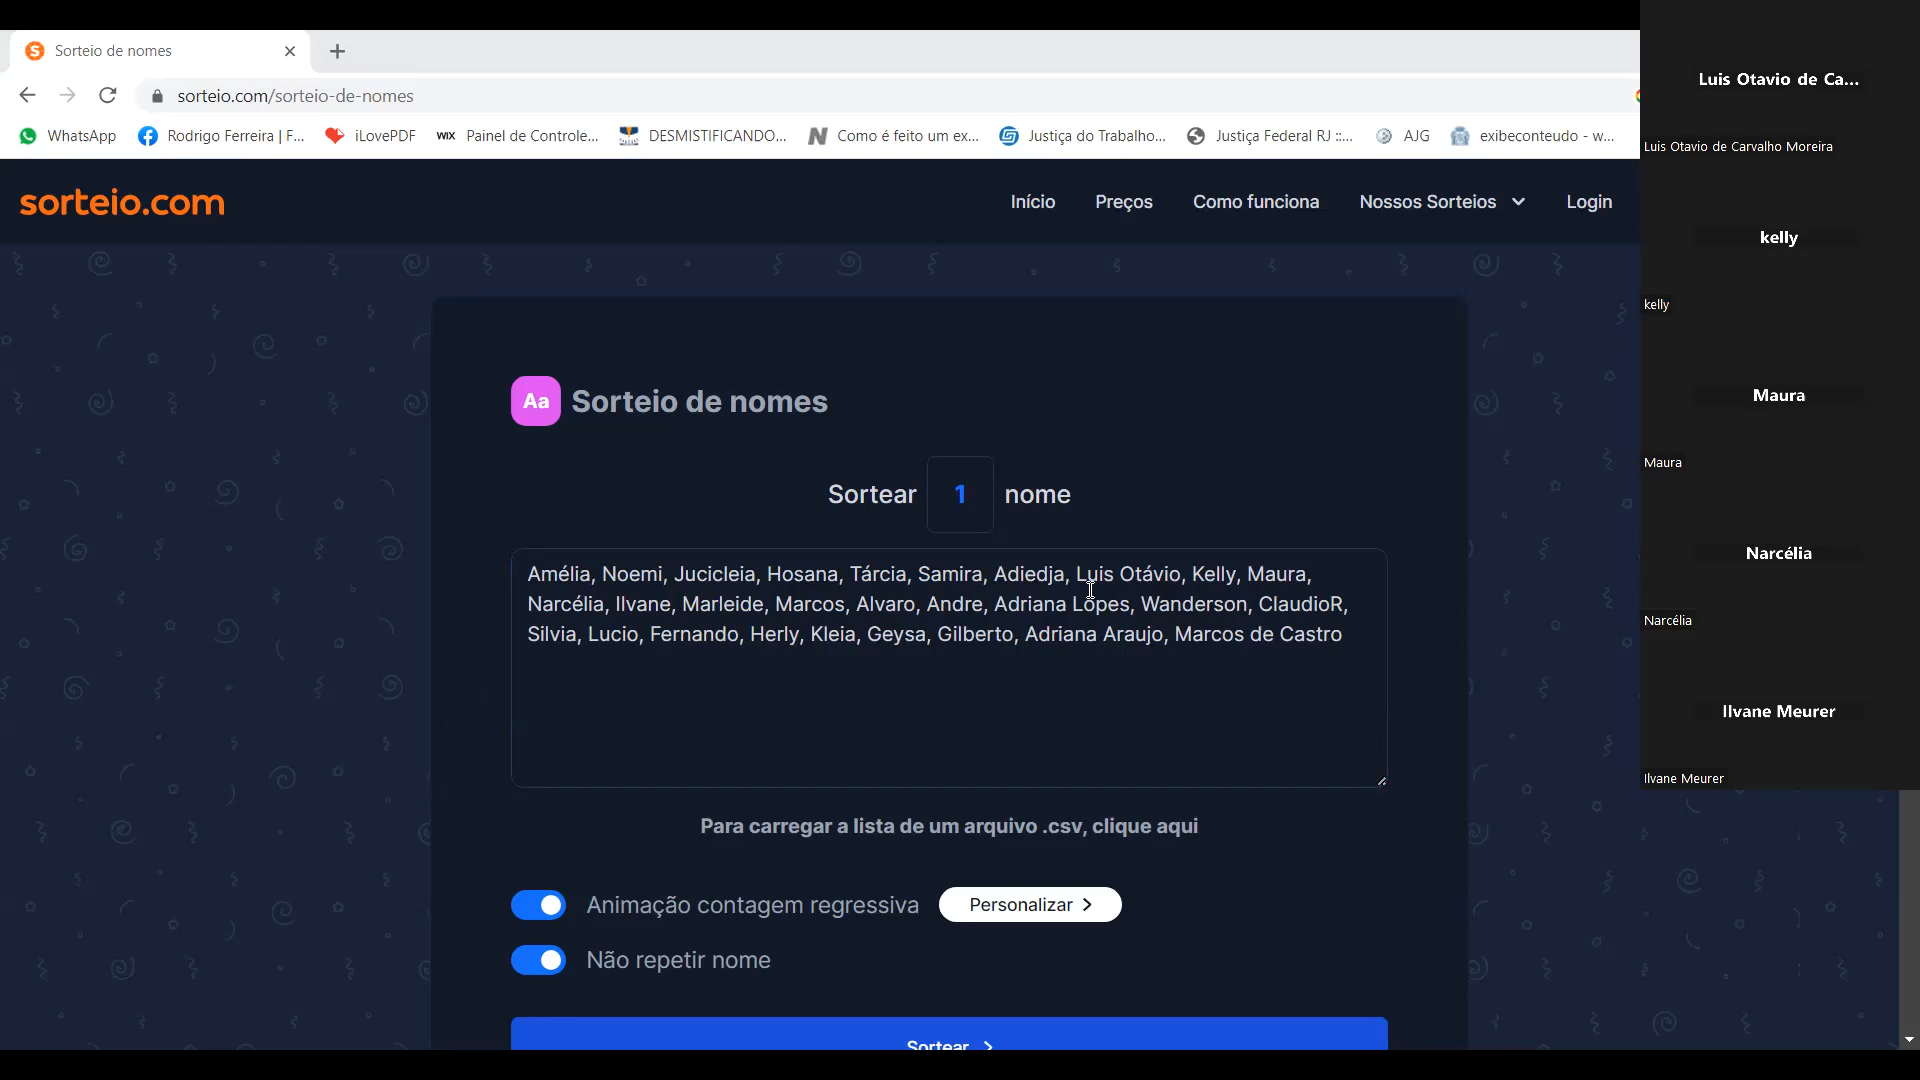 Sorteio de nomes
sorteio.com/sorteio-de-nomes
WhatsApp
Rodrigo Ferreira | F...
iLovePDF
WIX Painel de Controle...
DESMISTIFICANDO...
Como é feito um ex...
Justiça do Trabalho...
Justiça Federal RJ ::...
AJG
exibeconteudo - w...
sorteio.com
Início
Preços
Como funciona
Nossos Sorteios
Login
Aa Sorteio de nomes
Sortear 1 nome
Amélia, Noemi, Jucicleia, Hosana, Tárcia, Samira, Adiedja, Luis Otávio, Kelly, Maura,
Narcélia, Ilvane, Marleide, Marcos, Alvaro, Andre, Adriana Lopes, Wanderson, ClaudioR,
Silvia, Lucio, Fernando, Herly, Kleia, Geysa, Gilberto, Adriana Araujo, Marcos de Castro
Para carregar a lista de um arquivo .csv, clique aqui
Animação contagem regressiva
Personalizar
Não repetir nome
Sortear
Luis Otavio de Ca...
Luis Otavio de Carvalho Moreira
kelly
kelly
Maura
Maura
Narcélia
Narcélia
Ilvane Meurer
Ilvane Meurer